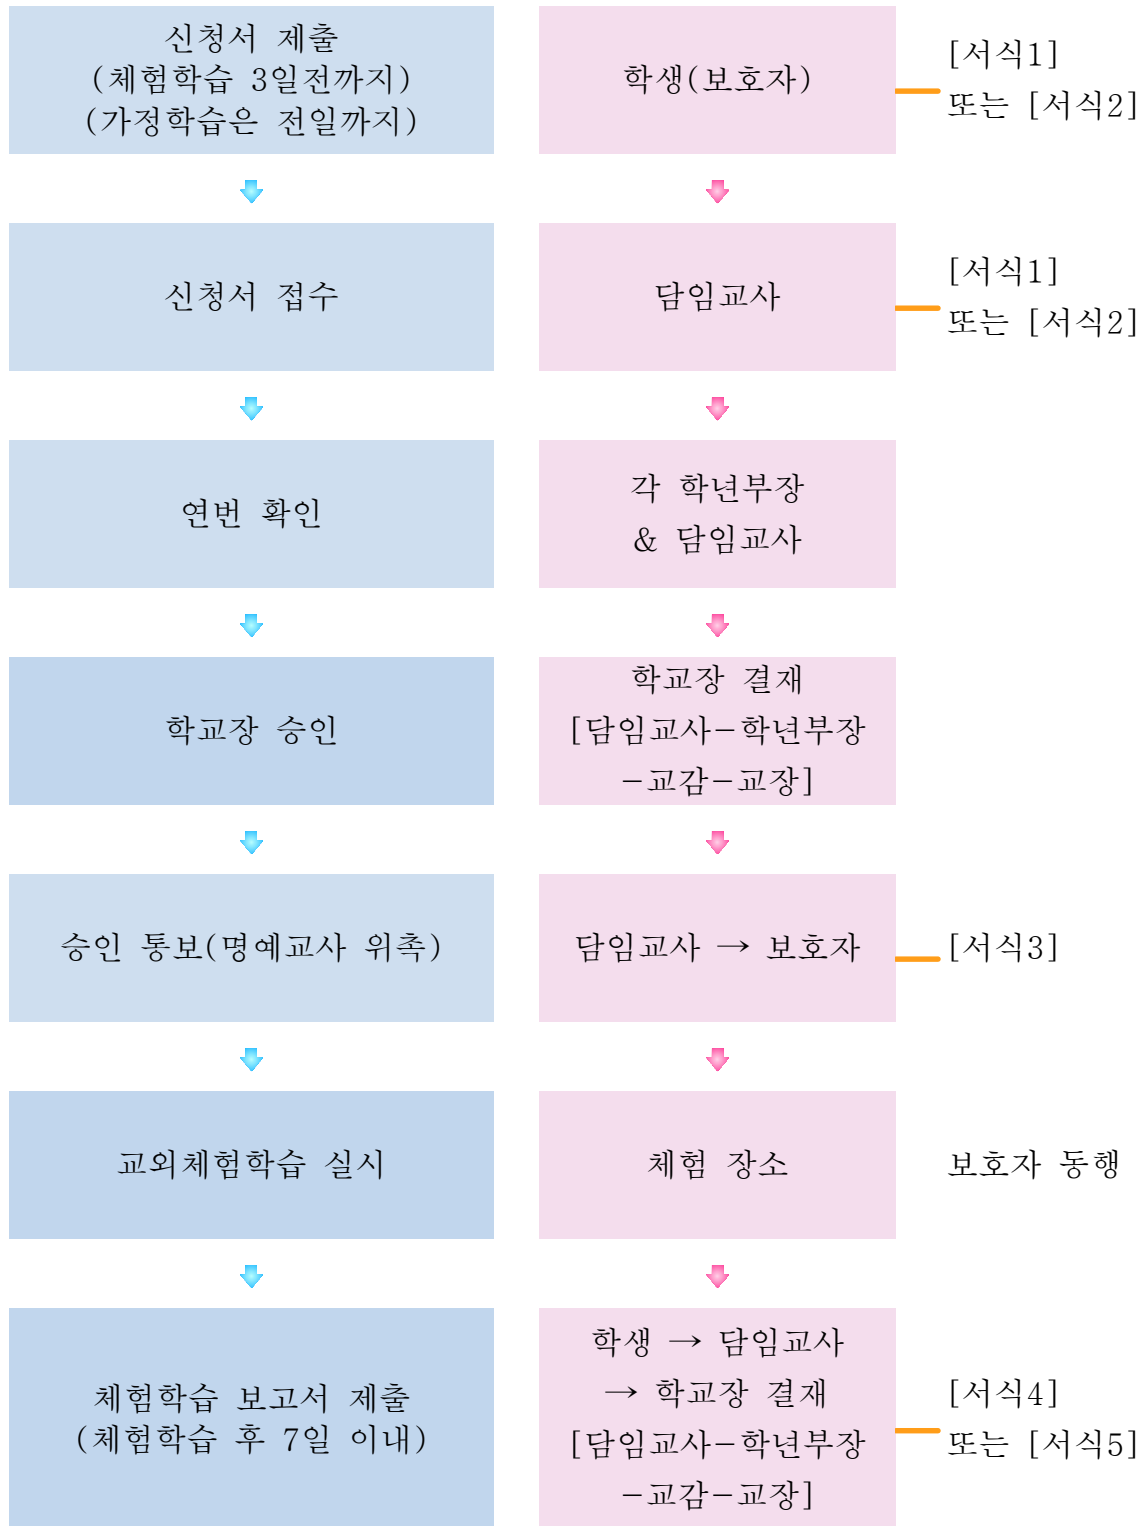 신청서 제출
(체험학습 3일전까지)
(가정학습은 전일까지)
학생(보호자)
[서식1]
또는 [서식2]
신청서 접수
담임교사
[서식1]
또는 [서식2]
연번 확인
각 학년부장
& 담임교사
학교장 승인
학교장 결재
[담임교사-학년부장
-교감-교장]
승인 통보(명예교사 위촉)
담임교사 → 보호자
[서식3]
교외체험학습 실시
체험 장소
보호자 동행
체험학습 보고서 제출
(체험학습 후 7일 이내)
학생 → 담임교사
→ 학교장 결재
[담임교사-학년부장
-교감-교장]
[서식4]
또는 [서식5]